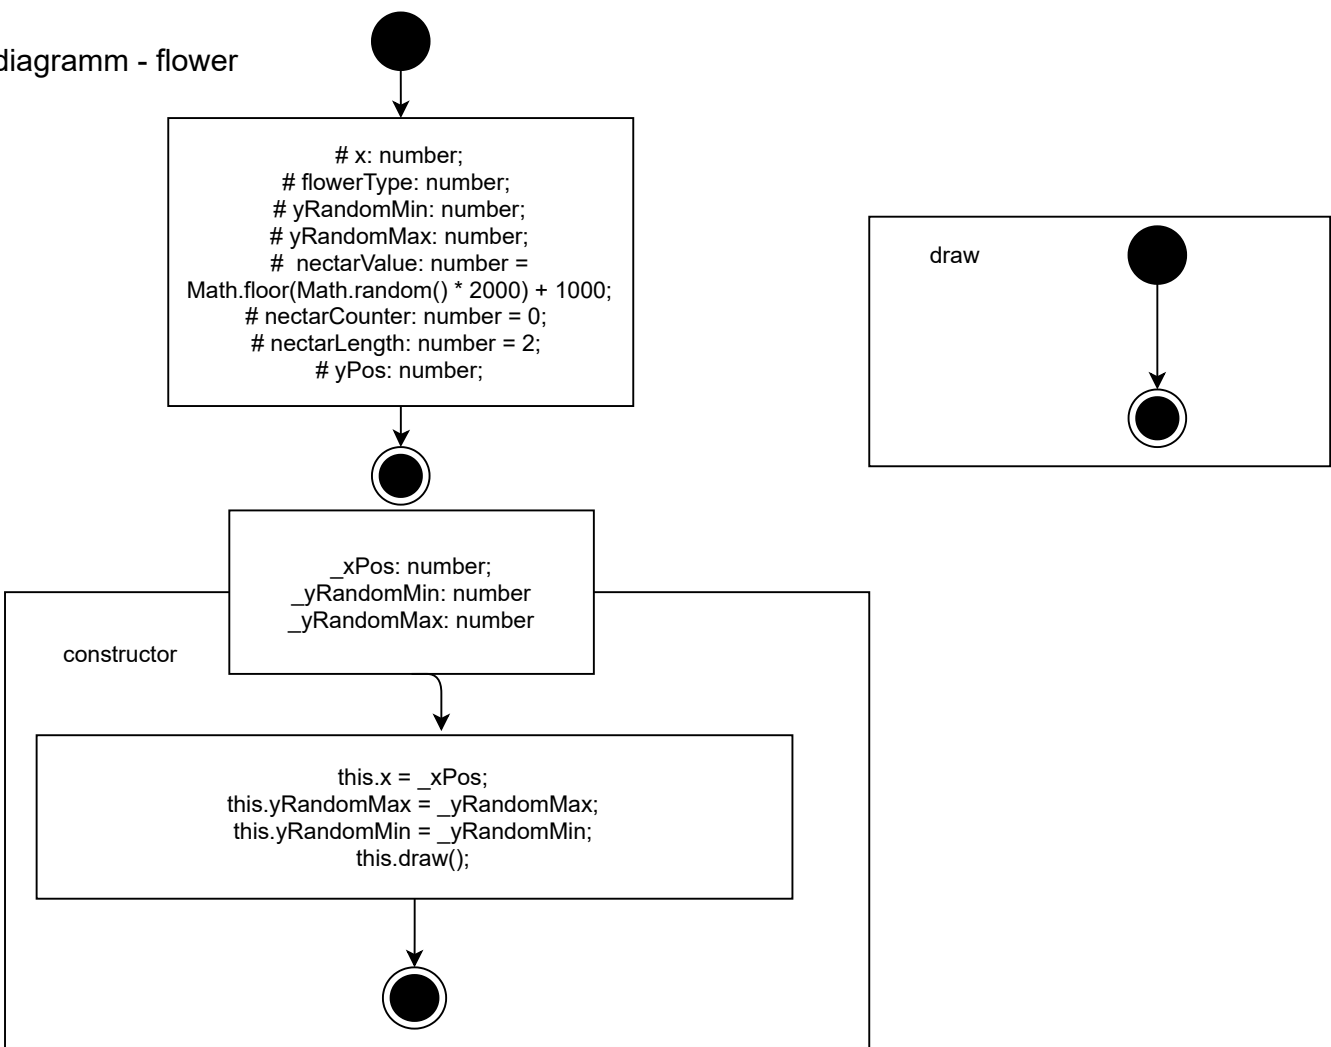 diagramm - flower
# x: number;
# flowerType: number;
# yRandomMin: number;
# yRandomMax: number;
# nectarValue: number =
Math.floor(Math.random() * 2000) + 1000;
# nectarCounter: number = 0;
# nectarLength: number = 2;
# yPos: number;
draw
_xPos: number;
_yRandomMin: number
_yRandomMax: number
constructor
this.x = _xPos;
this.yRandomMax = _yRandomMax;
this.yRandomMin = _yRandomMin;
this.draw();